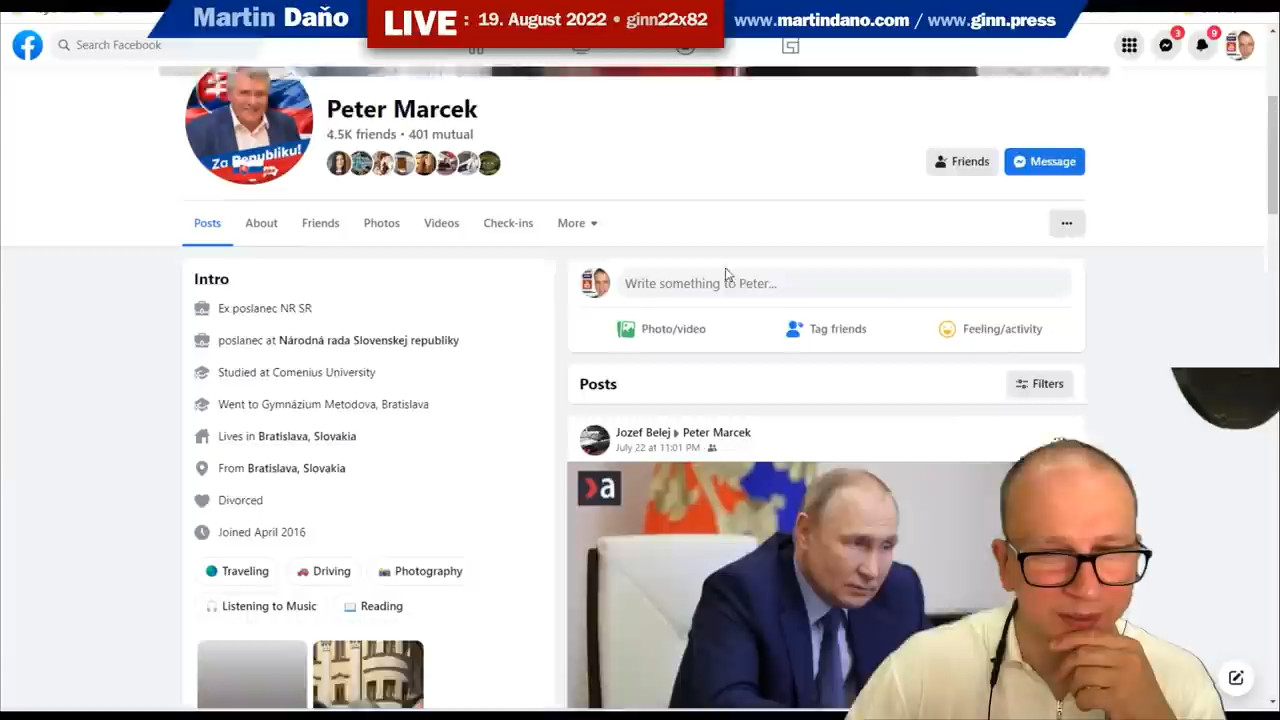 Martin Daňo
LIVE: 19. August 2022 • ginn22x82
www.martindano.com / www.ginn.press
Search Facebook
3
9
Za Republiku!
Peter Marcek
4.5K friends • 401 mutual
Friends
Message
Posts
About
Friends
Photos
Videos
Check-ins
More
Intro
Ex poslanec NR SR
poslanec at Národná rada Slovenskej republiky
Studied at Comenius University
Went to Gymnázium Metodova, Bratislava
Lives in Bratislava, Slovakia
From Bratislava, Slovakia
Divorced
Joined April 2016
Traveling
Driving
Photography
Listening to Music
Reading
Write something to Peter...
Photo/video
Tag friends
Feeling/activity
Posts
Filters
Jozef Belej ▸ Peter Marcek
July 22 at 11:01 PM
a